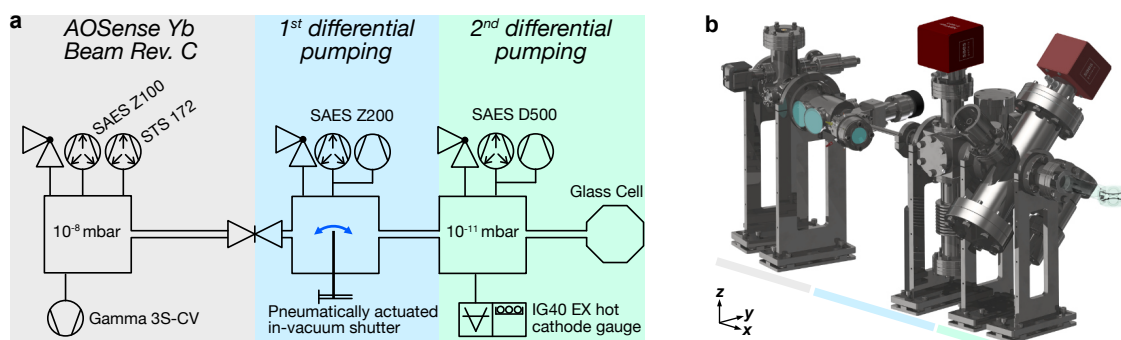 a
AOSense Yb
Beam Rev. C
1st differential
pumping
2nd differential
pumping
SAES Z100
STS 172
SAES Z200
SAES D500
Glass Cell
10-8 mbar
10-11 mbar
Gamma 3S-CV
Pneumatically actuated
in-vacuum shutter
IG40 EX hot
cathode gauge
b
z
y
x